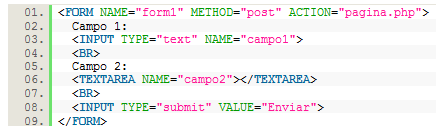 01. <FORM NAME="form1" METHOD="post" ACTION="pagina.php">
02. Campo 1:
03. <INPUT TYPE="text" NAME="campo1">
04. <BR>
05. Campo 2:
06. <TEXTAREA NAME="campo2"></TEXTAREA>
07. <BR>
08. <INPUT TYPE="submit" VALUE="Enviar">
09. </FORM>